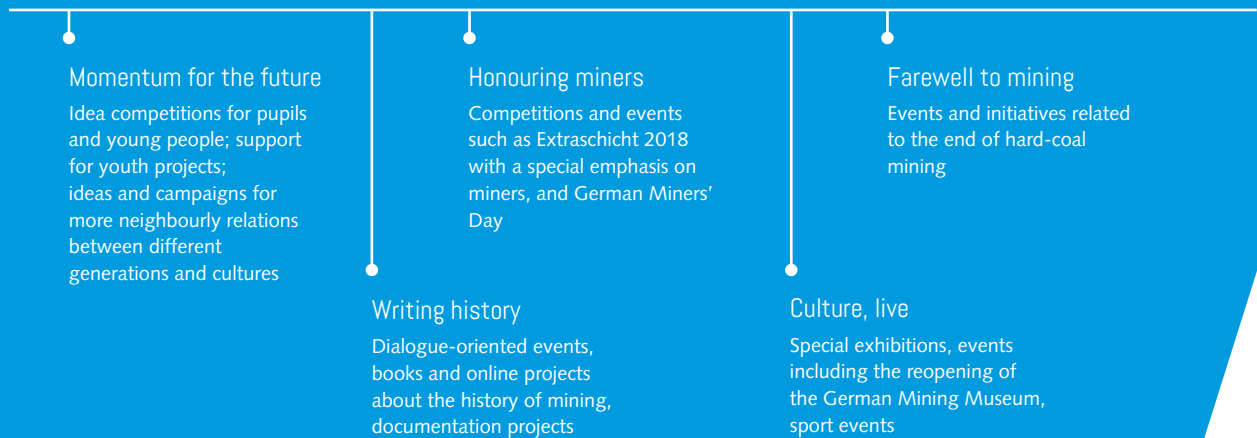 Momentum for the future
Idea competitions for pupils
and young people; support
for youth projects;
ideas and campaigns for
more neighbourly relations
between different
generations and cultures
Writing history
Dialogue-oriented events,
books and online projects
about the history of mining,
documentation projects
Honouring miners
Competitions and events
such as Extraschicht 2018
with a special emphasis on
miners, and German Miners’
Day
Culture, live
Special exhibitions, events
including the reopening of
the German Mining Museum,
sport events
Farewell to mining
Events and initiatives related
to the end of hard-coal
mining